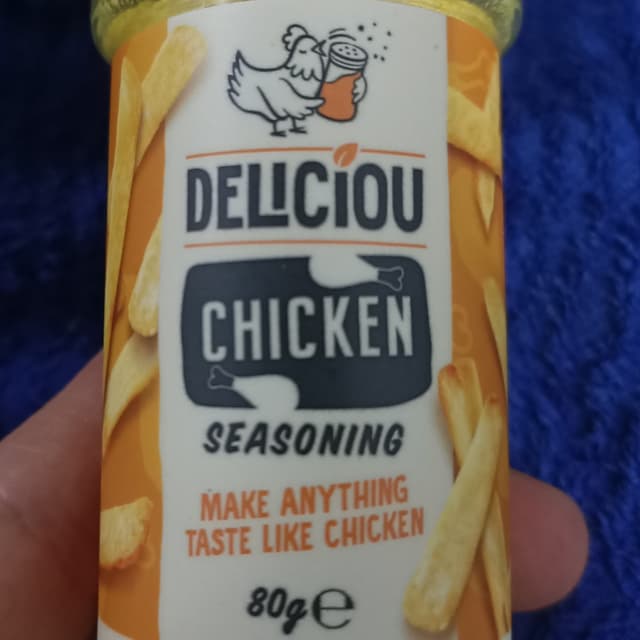 DELICIOU
CHICKEN
SEASONING
MAKE ANYTHING
TASTE LIKE CHICKEN
80g℮